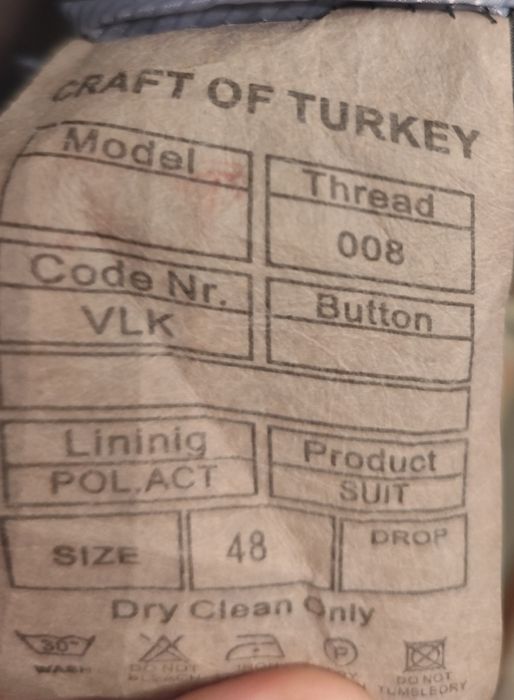 CRAFT OF TURKEY
Model
Thread
008
Code Nr.
VLK
Button
Lininig
POL.ACT
Product
SUIT
SIZE
48
DROP
Dry Clean Only
30°
P
WASH
DO NOT
BLEACH
DO NOT
TUMBLEDRY